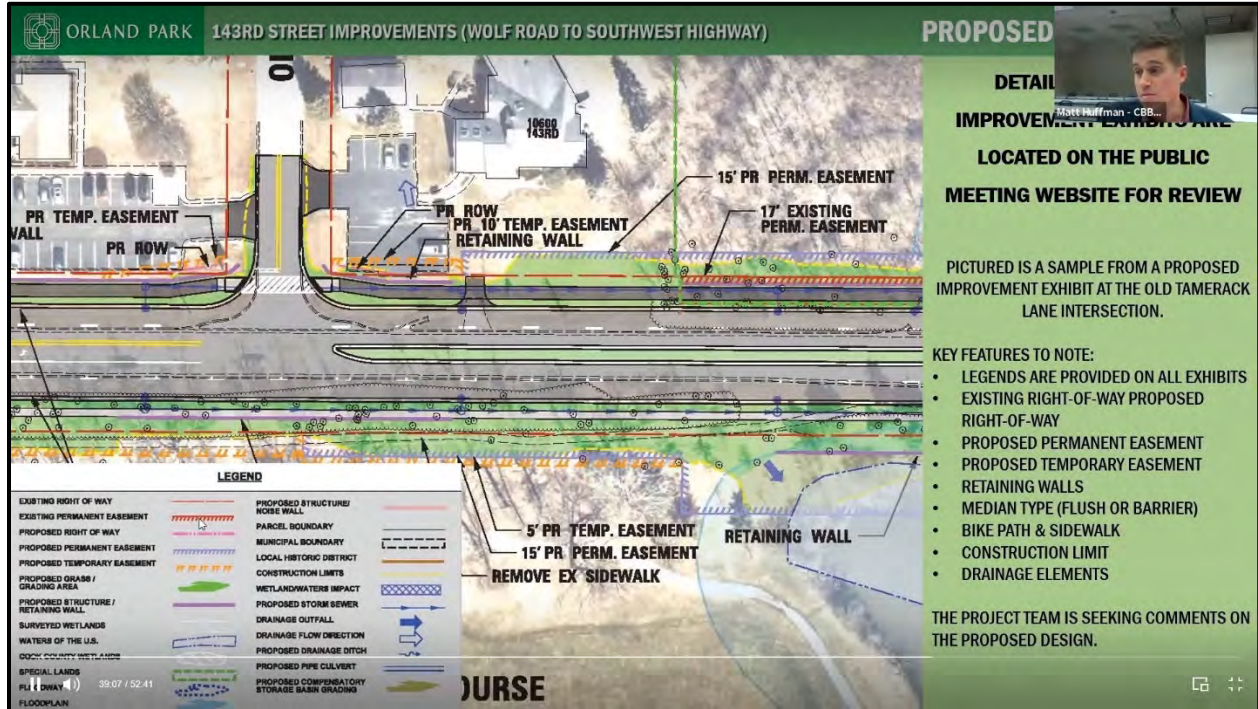 ORLAND PARK
143RD STREET IMPROVEMENTS (WOLF ROAD TO SOUTHWEST HIGHWAY)
PROPOSED
Matt Huffman - CBB...
10600
143RD
15' PR PERM. EASEMENT
17' EXISTING
PERM. EASEMENT
PR TEMP. EASEMENT
WALL
PR ROW
PR ROW
PR 10' TEMP. EASEMENT
RETAINING WALL
5' PR TEMP. EASEMENT
15' PR PERM. EASEMENT
REMOVE EX SIDEWALK
RETAINING WALL
LEGEND
EXISTING RIGHT OF WAY
EXISTING PERMANENT EASEMENT
PROPOSED RIGHT OF WAY
PROPOSED PERMANENT EASEMENT
PROPOSED TEMPORARY EASEMENT
PROPOSED GRASS /
GRADING AREA
PROPOSED STRUCTURE /
RETAINING WALL
SURVEYED WETLANDS
WATERS OF THE U.S.
COOK COUNTY WETLANDS
SPECIAL LANDS
FLOODPLAIN
PROPOSED STRUCTURE/
NOISE WALL
PARCEL BOUNDARY
MUNICIPAL BOUNDARY
LOCAL HISTORIC DISTRICT
CONSTRUCTION LIMITS
WETLAND/WATERS IMPACT
PROPOSED STORM SEWER
DRAINAGE OUTFALL
DRAINAGE FLOW DIRECTION
PROPOSED DRAINAGE DITCH
PROPOSED PIPE CULVERT
PROPOSED COMPENSATORY
STORAGE BASIN GRADING
OURSE
39:07 / 52:41
DETAIL
IMPROVEMENT EXHIBITS ARE
LOCATED ON THE PUBLIC
MEETING WEBSITE FOR REVIEW
PICTURED IS A SAMPLE FROM A PROPOSED
IMPROVEMENT EXHIBIT AT THE OLD TAMERACK
LANE INTERSECTION.
KEY FEATURES TO NOTE:
• LEGENDS ARE PROVIDED ON ALL EXHIBITS
• EXISTING RIGHT-OF-WAY PROPOSED
RIGHT-OF-WAY
• PROPOSED PERMANENT EASEMENT
• PROPOSED TEMPORARY EASEMENT
• RETAINING WALLS
• MEDIAN TYPE (FLUSH OR BARRIER)
• BIKE PATH & SIDEWALK
• CONSTRUCTION LIMIT
• DRAINAGE ELEMENTS
THE PROJECT TEAM IS SEEKING COMMENTS ON
THE PROPOSED DESIGN.